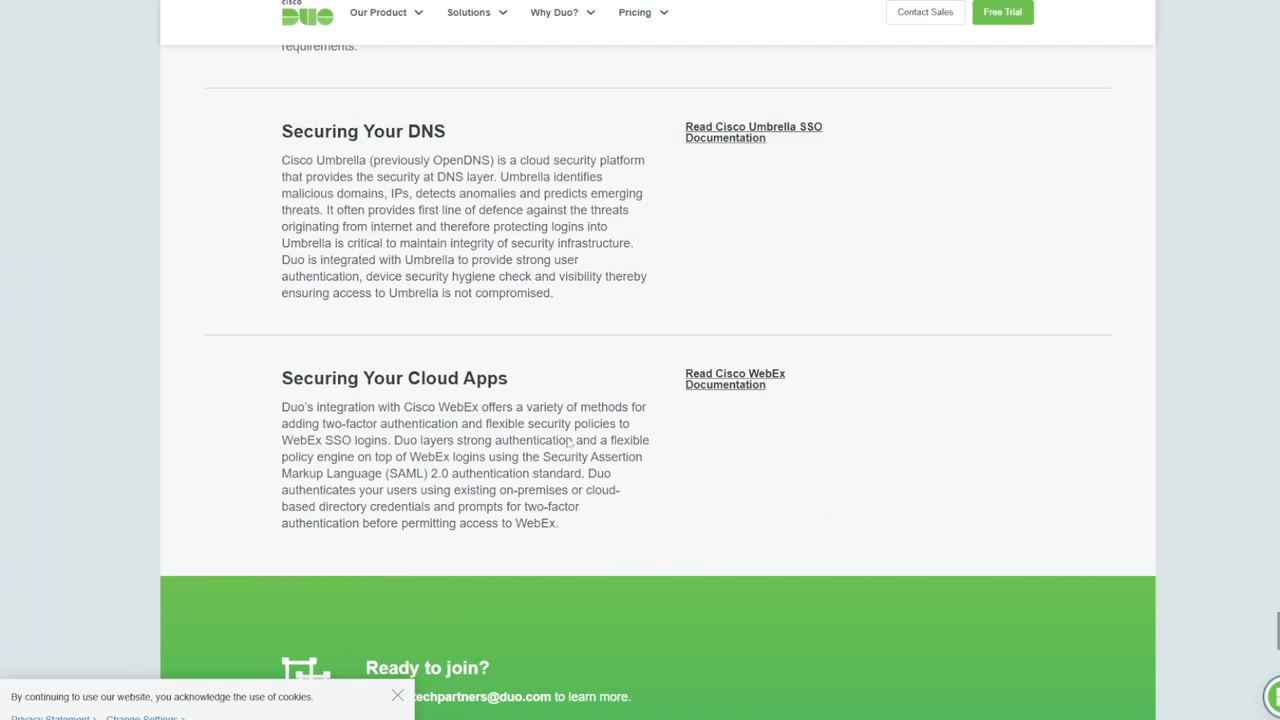 CISCO
DUO
Our Product
Solutions
Why Duo?
Pricing
Contact Sales
Free Trial
requirements.
Securing Your DNS
Cisco Umbrella (previously OpenDNS) is a cloud security platform
that provides the security at DNS layer. Umbrella identifies
malicious domains, IPs, detects anomalies and predicts emerging
threats. It often provides first line of defence against the threats
originating from internet and therefore protecting logins into
Umbrella is critical to maintain integrity of security infrastructure.
Duo is integrated with Umbrella to provide strong user
authentication, device security hygiene check and visibility thereby
ensuring access to Umbrella is not compromised.
Read Cisco Umbrella SSO
Documentation
Securing Your Cloud Apps
Duo’s integration with Cisco WebEx offers a variety of methods for
adding two-factor authentication and flexible security policies to
WebEx SSO logins. Duo layers strong authentication and a flexible
policy engine on top of WebEx logins using the Security Assertion
Markup Language (SAML) 2.0 authentication standard. Duo
authenticates your users using existing on-premises or cloud-
based directory credentials and prompts for two-factor
authentication before permitting access to WebEx.
Read Cisco WebEx
Documentation
Ready to join?
techpartners@duo.com to learn more.
By continuing to use our website, you acknowledge the use of cookies.
Privacy Statement > Change Settings >